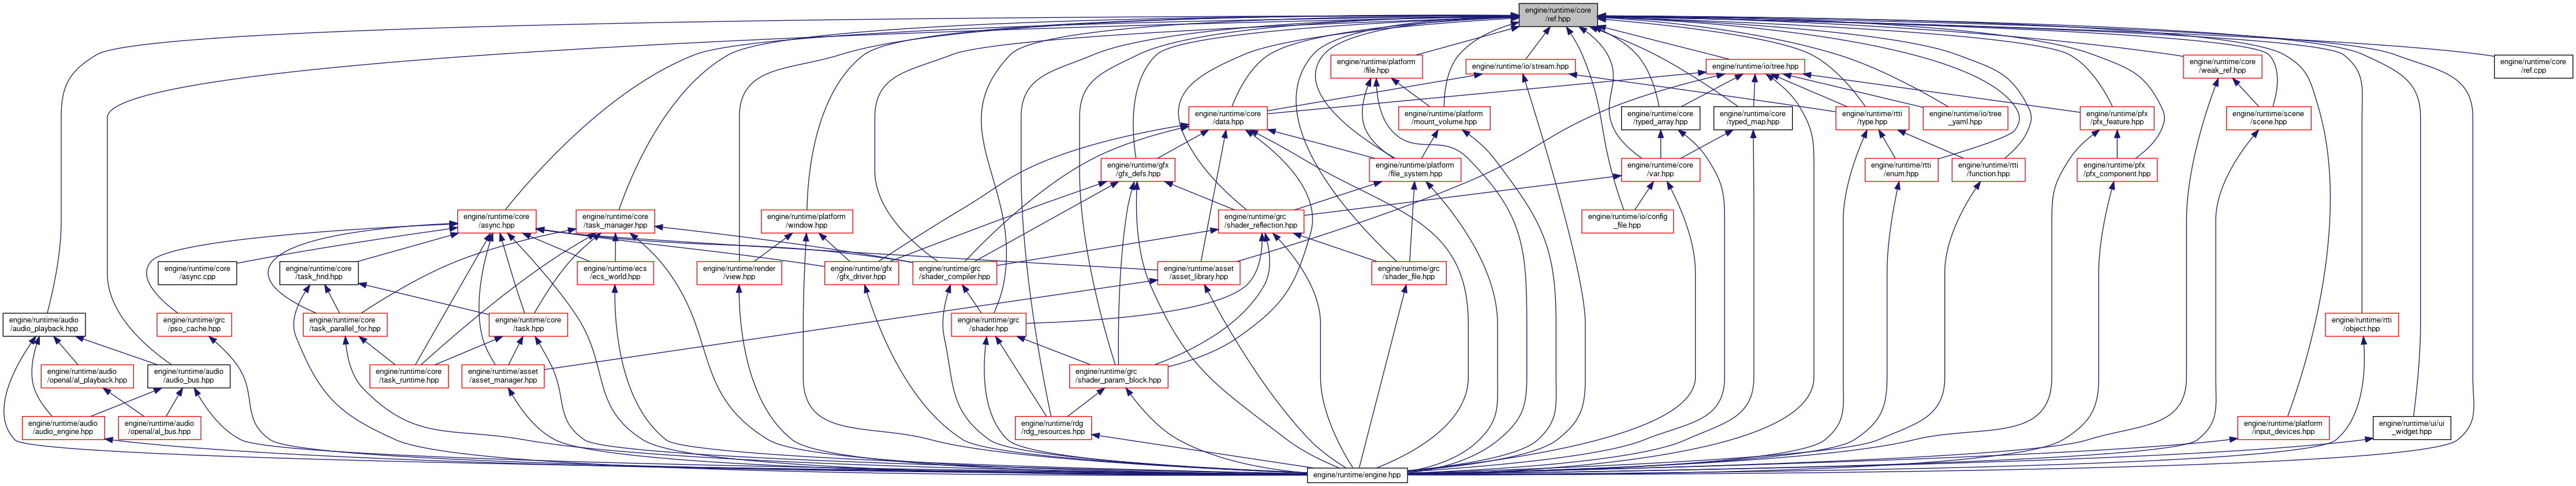 engine/runtime/core
/ref.hpp
engine/runtime/platform
/file.hpp
engine/runtime/io/stream.hpp
engine/runtime/io/tree.hpp
engine/runtime/core
/weak_ref.hpp
engine/runtime/core
/ref.cpp
engine/runtime/core
/data.hpp
engine/runtime/platform
/mount_volume.hpp
engine/runtime/core
/typed_array.hpp
engine/runtime/core
/typed_map.hpp
engine/runtime/rtti
/type.hpp
engine/runtime/io/tree
_yaml.hpp
engine/runtime/pfx
/pfx_feature.hpp
engine/runtime/scene
/scene.hpp
engine/runtime/gfx
/gfx_defs.hpp
engine/runtime/platform
/file_system.hpp
engine/runtime/core
/var.hpp
engine/runtime/rtti
/enum.hpp
engine/runtime/rtti
/function.hpp
engine/runtime/pfx
/pfx_component.hpp
engine/runtime/core
/async.hpp
engine/runtime/core
/task_manager.hpp
engine/runtime/platform
/window.hpp
engine/runtime/grc
/shader_reflection.hpp
engine/runtime/io/config
_file.hpp
engine/runtime/core
/async.cpp
engine/runtime/core
/task_hnd.hpp
engine/runtime/ecs
/ecs_world.hpp
engine/runtime/render
/view.hpp
engine/runtime/gfx
/gfx_driver.hpp
engine/runtime/grc
/shader_compiler.hpp
engine/runtime/asset
/asset_library.hpp
engine/runtime/grc
/shader_file.hpp
engine/runtime/audio
/audio_playback.hpp
engine/runtime/grc
/pso_cache.hpp
engine/runtime/core
/task_parallel_for.hpp
engine/runtime/core
/task.hpp
engine/runtime/grc
/shader.hpp
engine/runtime/rtti
/object.hpp
engine/runtime/audio
/openal/al_playback.hpp
engine/runtime/audio
/audio_bus.hpp
engine/runtime/core
/task_runtime.hpp
engine/runtime/asset
/asset_manager.hpp
engine/runtime/grc
/shader_param_block.hpp
engine/runtime/audio
/audio_engine.hpp
engine/runtime/audio
/openal/al_bus.hpp
engine/runtime/rdg
/rdg_resources.hpp
engine/runtime/platform
/input_devices.hpp
engine/runtime/ui/ui
_widget.hpp
engine/runtime/engine.hpp